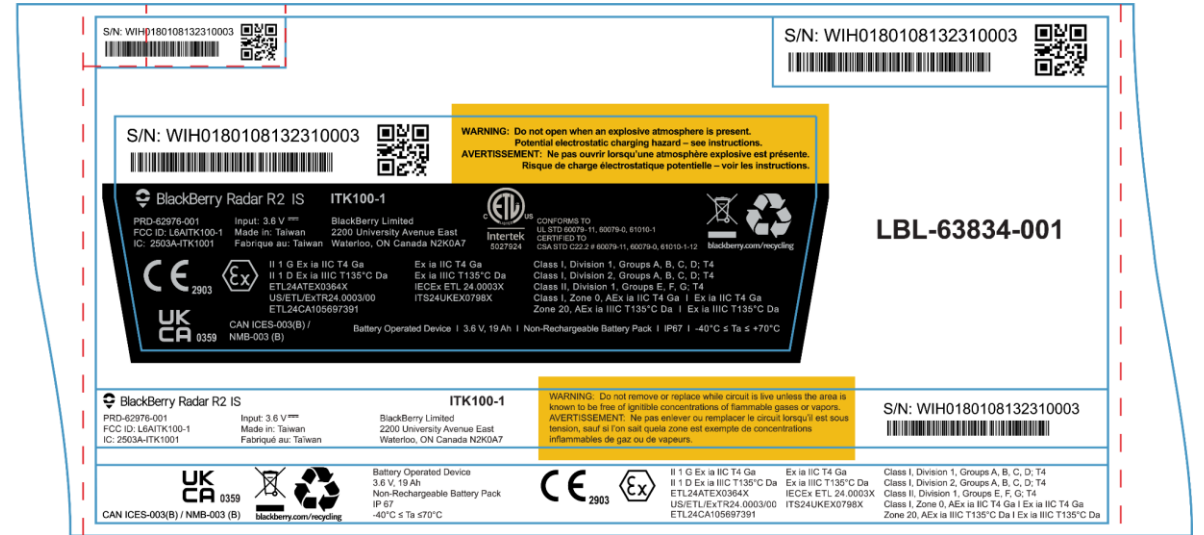 S/N: WIH0180108132310003
S/N: WIH0180108132310003
S/N: WIH0180108132310003
WARNING: Do not open when an explosive atmosphere is present.
Potential electrostatic charging hazard – see instructions.
AVERTISSEMENT: Ne pas ouvrir lorsqu'une atmosphère explosive est présente.
Risque de charge électrostatique potentielle – voir les instructions.
BlackBerry Radar R2 IS ITK100-1
PRD-62976-001
FCC ID: L6AITK100-1
IC: 2503A-ITK1001
Input: 3.6 V
Made in: Taiwan
Fabrique au: Taiwan
BlackBerry Limited
2200 University Avenue East
Waterloo, ON Canada N2K0A7
C ETL US
Intertek
5027924
CONFORMS TO
UL STD 60079-11, 60079-0, 61010-1
CERTIFIED TO
CSA STD C22.2 # 60079-11, 60079-0, 61010-1-12
blackberry.com/recycling
LBL-63834-001
CE 2903
Ex
II 1 G Ex ia IIC T4 Ga
II 1 D Ex ia IIIC T135°C Da
ETL24ATEX0364X
US/ETL/ExTR24.0003/00
ETL24CA105697391
Ex ia IIC T4 Ga
Ex ia IIIC T135°C Da
IECEx ETL 24.0003X
ITS24UKEX0798X
Class I, Division 1, Groups A, B, C, D; T4
Class I, Division 2, Groups A, B, C, D; T4
Class II, Division 1, Groups E, F, G; T4
Class I, Zone 0, AEx ia IIC T4 Ga I Ex ia IIC T4 Ga
Zone 20, AEx ia IIIC T135°C Da I Ex ia IIIC T135°C Da
UK
CA 0359
CAN ICES-003(B) /
NMB-003 (B)
Battery Operated Device I 3.6 V, 19 Ah I Non-Rechargeable Battery Pack I IP67 I -40°C ≤ Ta ≤ +70°C
BlackBerry Radar R2 IS ITK100-1
PRD-62976-001
FCC ID: L6AITK100-1
IC: 2503A-ITK1001
Input: 3.6 V
Made in: Taiwan
Fabriqué au: Taïwan
BlackBerry Limited
2200 University Avenue East
Waterloo, ON Canada N2K0A7
WARNING: Do not remove or replace while circuit is live unless the area is
known to be free of ignitible concentrations of flammable gases or vapors.
AVERTISSEMENT: Ne pas enlever ou remplacer le circuit lorsqu'il est sous
tension, sauf si l'on sait quela zone est exempte de concentrations
inflammables de gaz ou de vapeurs.
S/N: WIH0180108132310003
UK
CA 0359
CAN ICES-003(B) / NMB-003 (B)
blackberry.com/recycling
Battery Operated Device
3.6 V, 19 Ah
Non-Rechargeable Battery Pack
IP 67
-40°C ≤ Ta ≤70°C
CE 2903
Ex
II 1 G Ex ia IIC T4 Ga
II 1 D Ex ia IIIC T135°C Da
ETL24ATEX0364X
US/ETL/ExTR24.0003/00
ETL24CA105697391
Ex ia IIC T4 Ga
Ex ia IIIC T135°C Da
IECEx ETL 24.0003X
ITS24UKEX0798X
Class I, Division 1, Groups A, B, C, D; T4
Class I, Division 2, Groups A, B, C, D; T4
Class II, Division 1, Groups E, F, G; T4
Class I, Zone 0, AEx ia IIC T4 Ga I Ex ia IIC T4 Ga
Zone 20, AEx ia IIIC T135°C Da I Ex ia IIIC T135°C Da